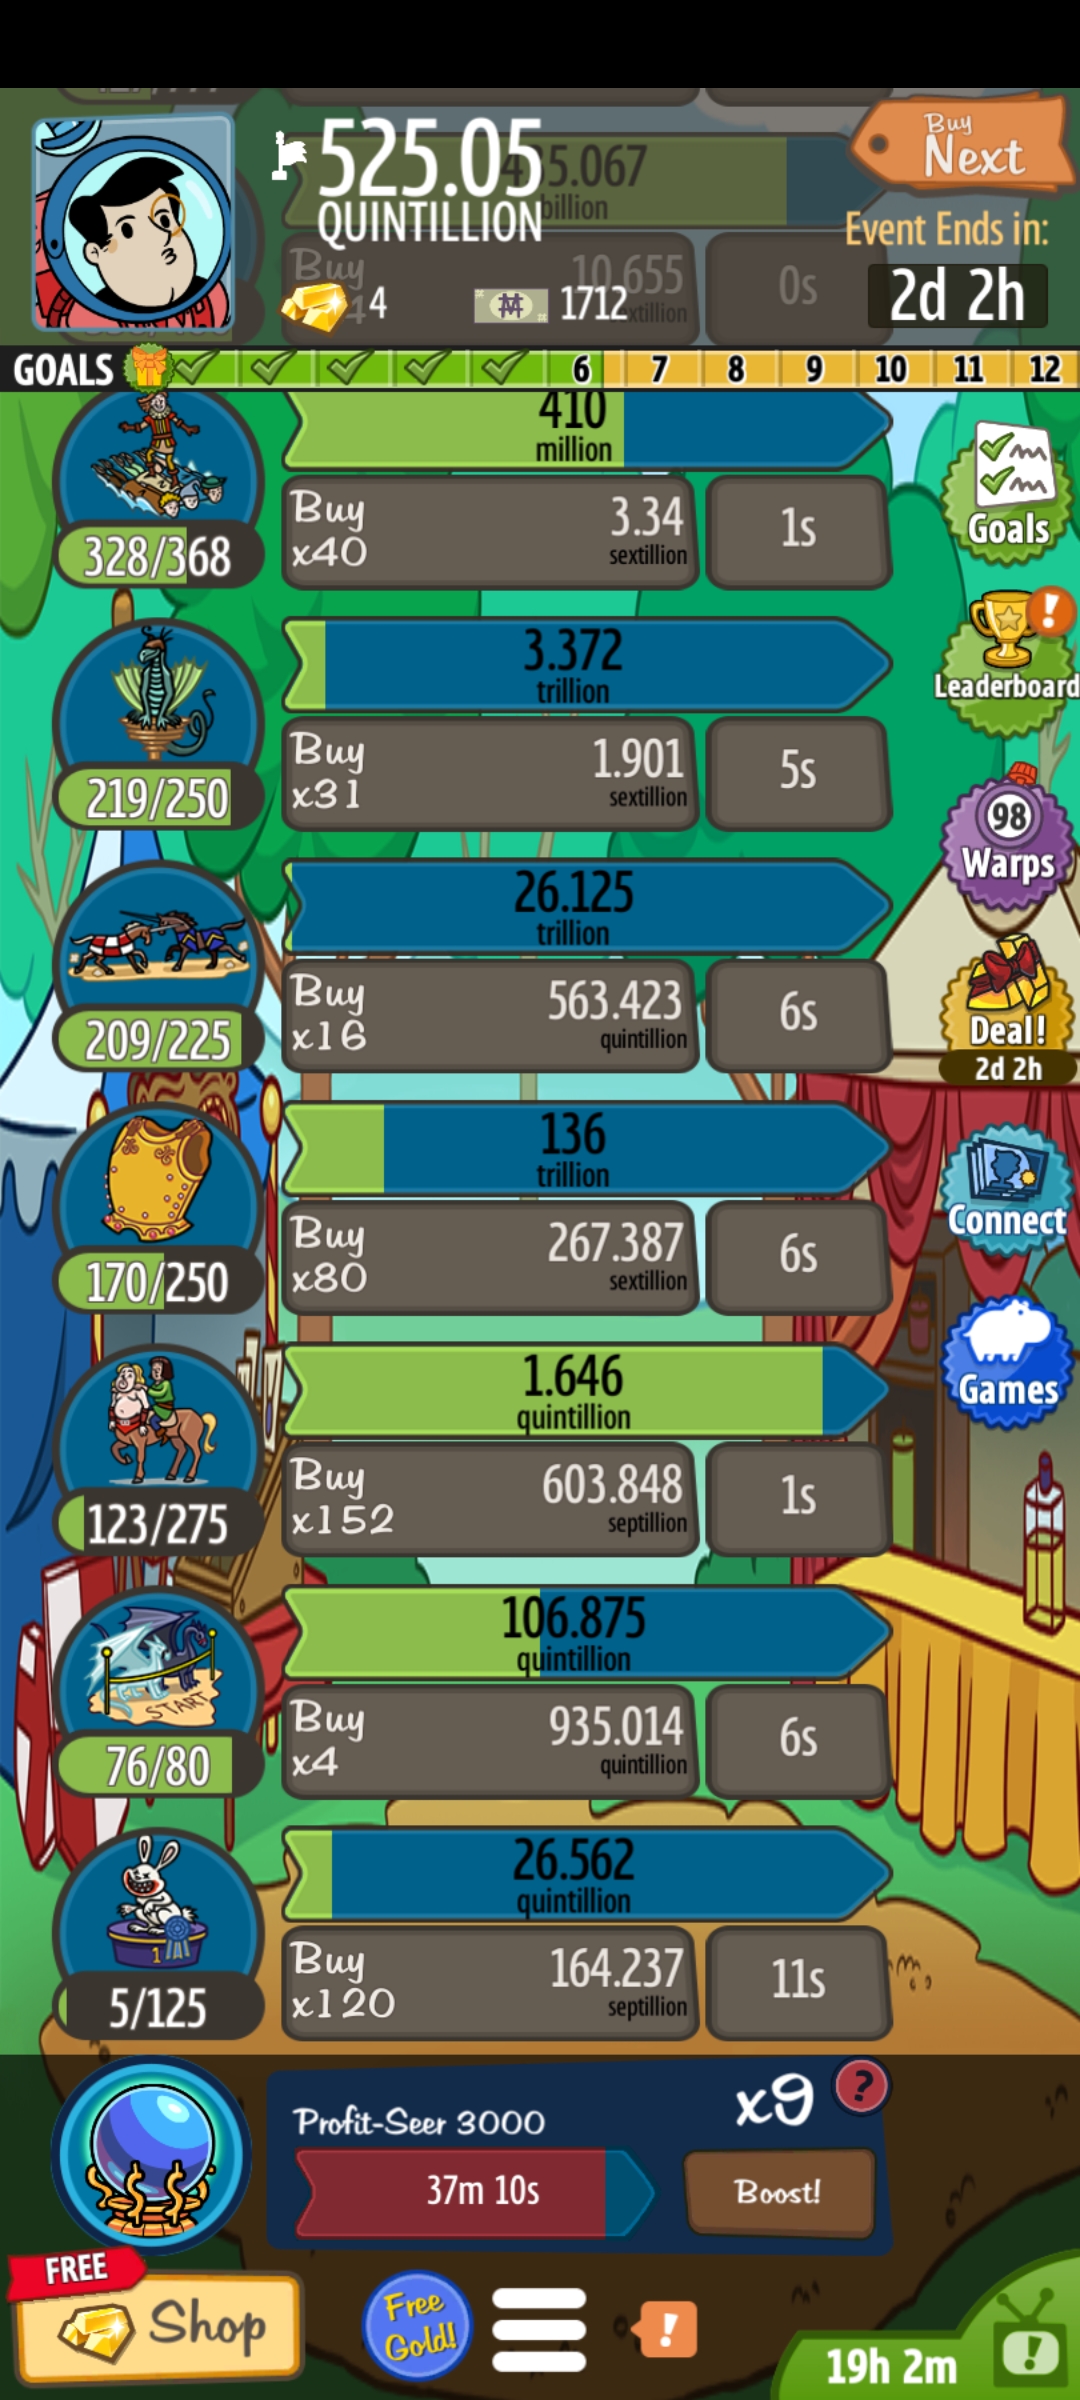 525.05
QUINTILLION
4
1712
Buy
Next
Event Ends in:
2d 2h
billion
Buy
10.655
0s
GOALS 6 7 8 9 10 11 12
410
million
328/368
Buy
x40
3.34
sextillion
1s
Goals
3.372
trillion
219/250
Buy
x31
1.901
sextillion
5s
Leaderboard
26.125
trillion
209/225
Buy
x16
563.423
quintillion
6s
98
Warps
Deal!
2d 2h
136
trillion
170/250
Buy
x80
267.387
sextillion
6s
Connect
1.646
quintillion
123/275
Buy
x152
603.848
septillion
1s
Games
106.875
quintillion
START
76/80
Buy
x4
935.014
quintillion
6s
26.562
quintillion
1
5/125
Buy
x120
164.237
septillion
11s
Profit-Seer 3000
x9
?
37m 10s
Boost!
FREE
Shop
Free
Gold!
!
19h 2m
!